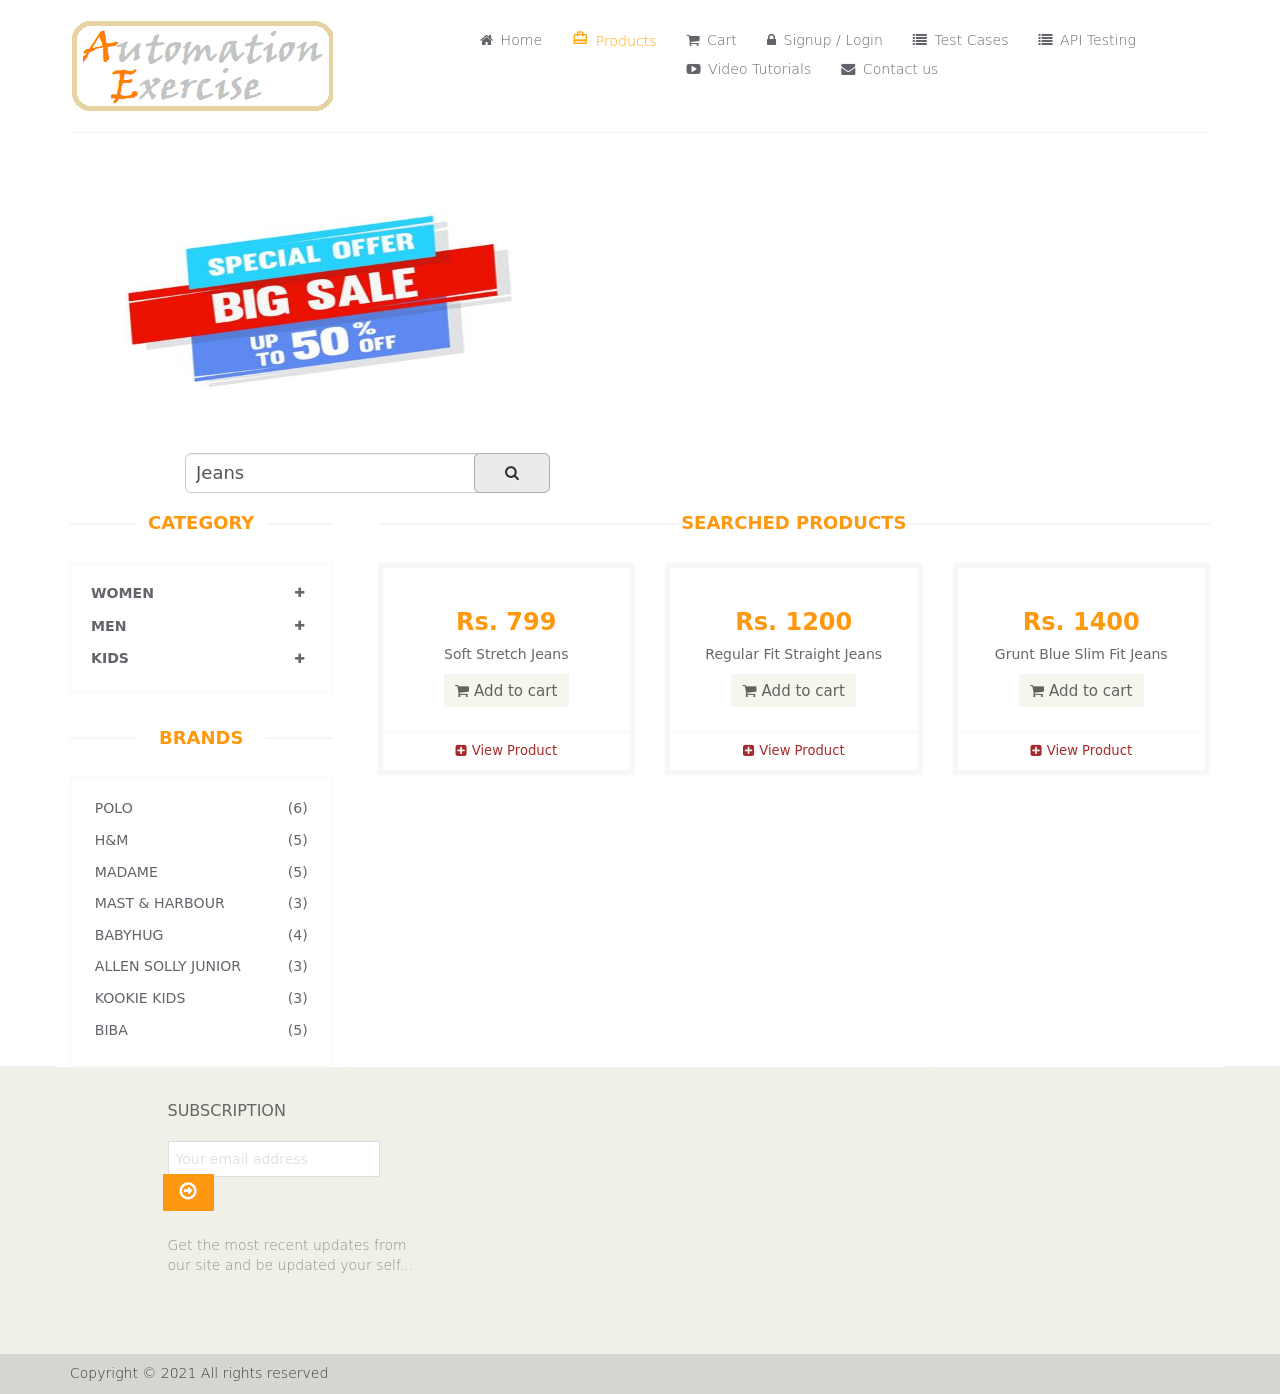 Automation
Exercise
Home
Products
Cart
Signup / Login
Test Cases
API Testing
Video Tutorials
Contact us
SPECIAL OFFER
BIG SALE
UP TO 50% OFF
Jeans
CATEGORY
WOMEN
MEN
KIDS
BRANDS
POLO (6)
H&M (5)
MADAME (5)
MAST & HARBOUR (3)
BABYHUG (4)
ALLEN SOLLY JUNIOR (3)
KOOKIE KIDS (3)
BIBA (5)
SEARCHED PRODUCTS
Rs. 799
Soft Stretch Jeans
Add to cart
View Product
Rs. 1200
Regular Fit Straight Jeans
Add to cart
View Product
Rs. 1400
Grunt Blue Slim Fit Jeans
Add to cart
View Product
SUBSCRIPTION
Your email address
Get the most recent updates from
our site and be updated your self...
Copyright © 2021 All rights reserved